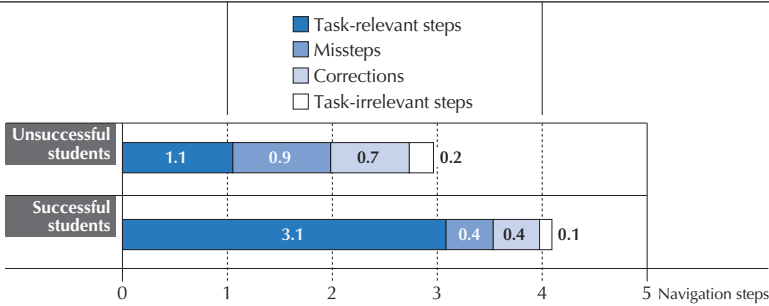 Task-relevant steps
Missteps
Corrections
Task-irrelevant steps
Unsuccessful
students
1.1 0.9 0.7 0.2
Successful
students
3.1 0.4 0.4 0.1
0 1 2 3 4 5 Navigation steps